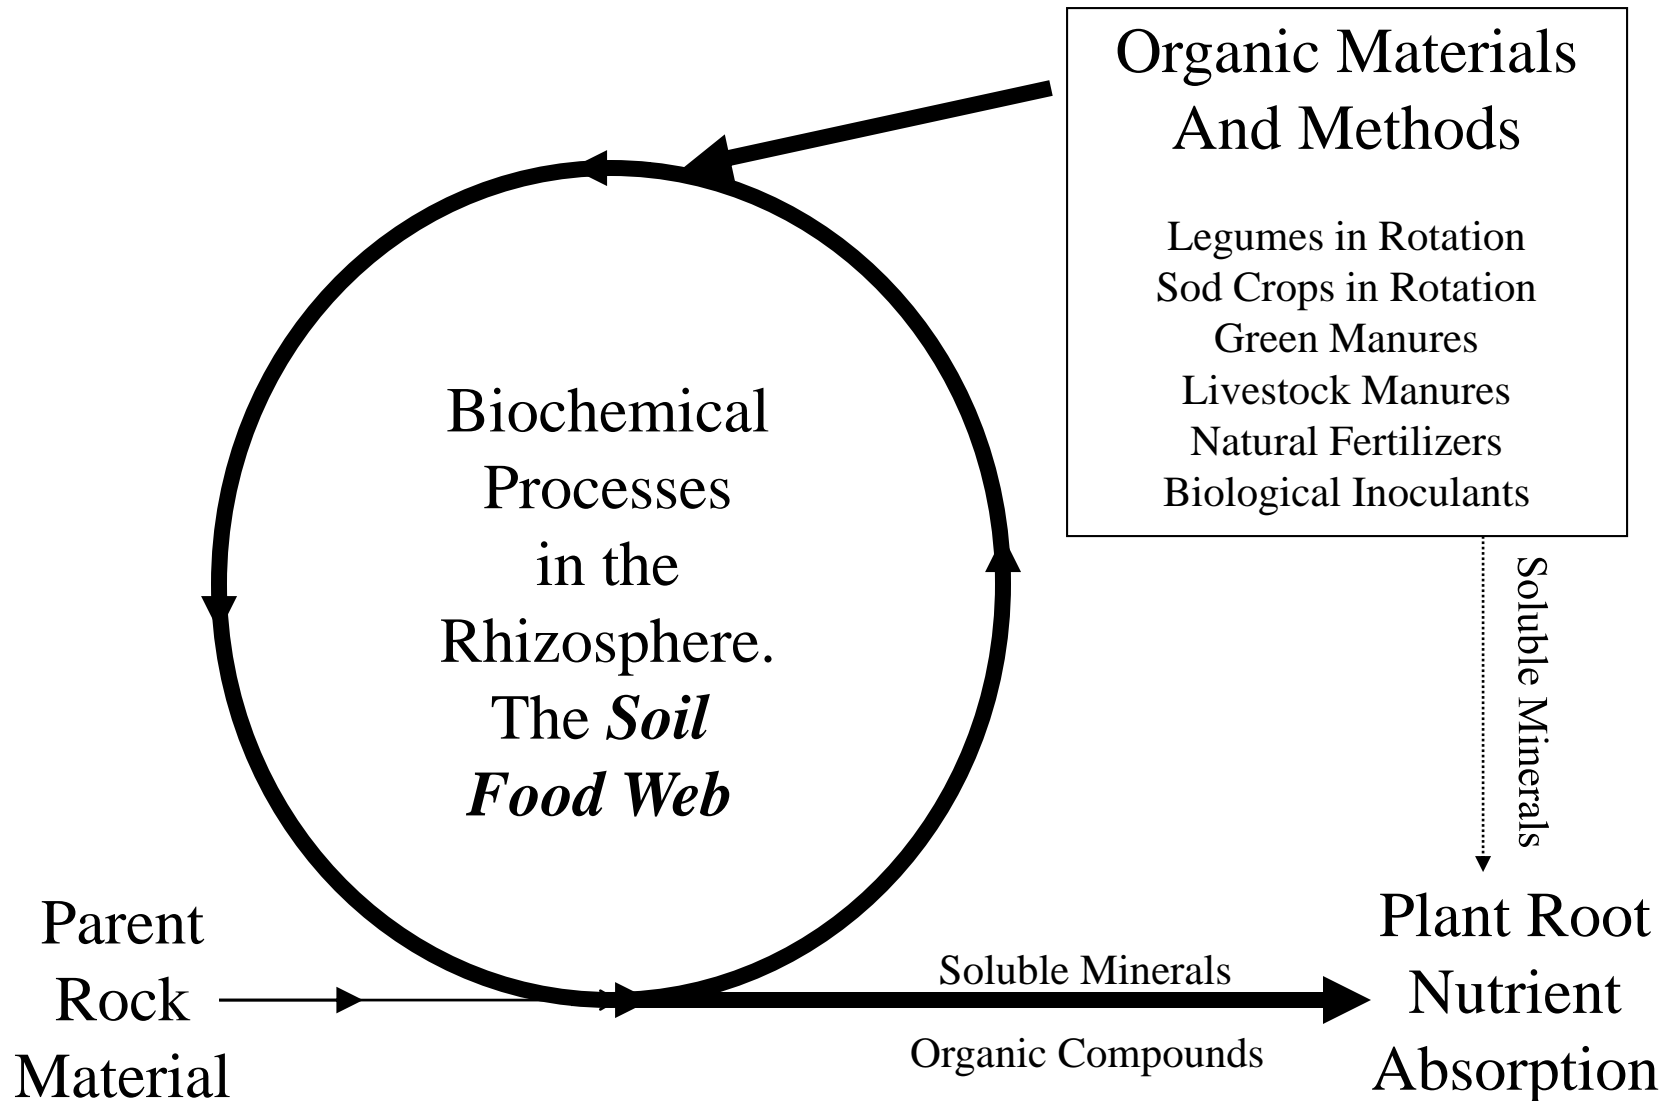 Organic Materials
And Methods
Legumes in Rotation
Sod Crops in Rotation
Green Manures
Livestock Manures
Natural Fertilizers
Biological Inoculants
Biochemical
Processes
in the
Rhizosphere.
The Soil
Food Web
Soluble Minerals
Parent
Rock
Material
Soluble Minerals
Organic Compounds
Plant Root
Nutrient
Absorption